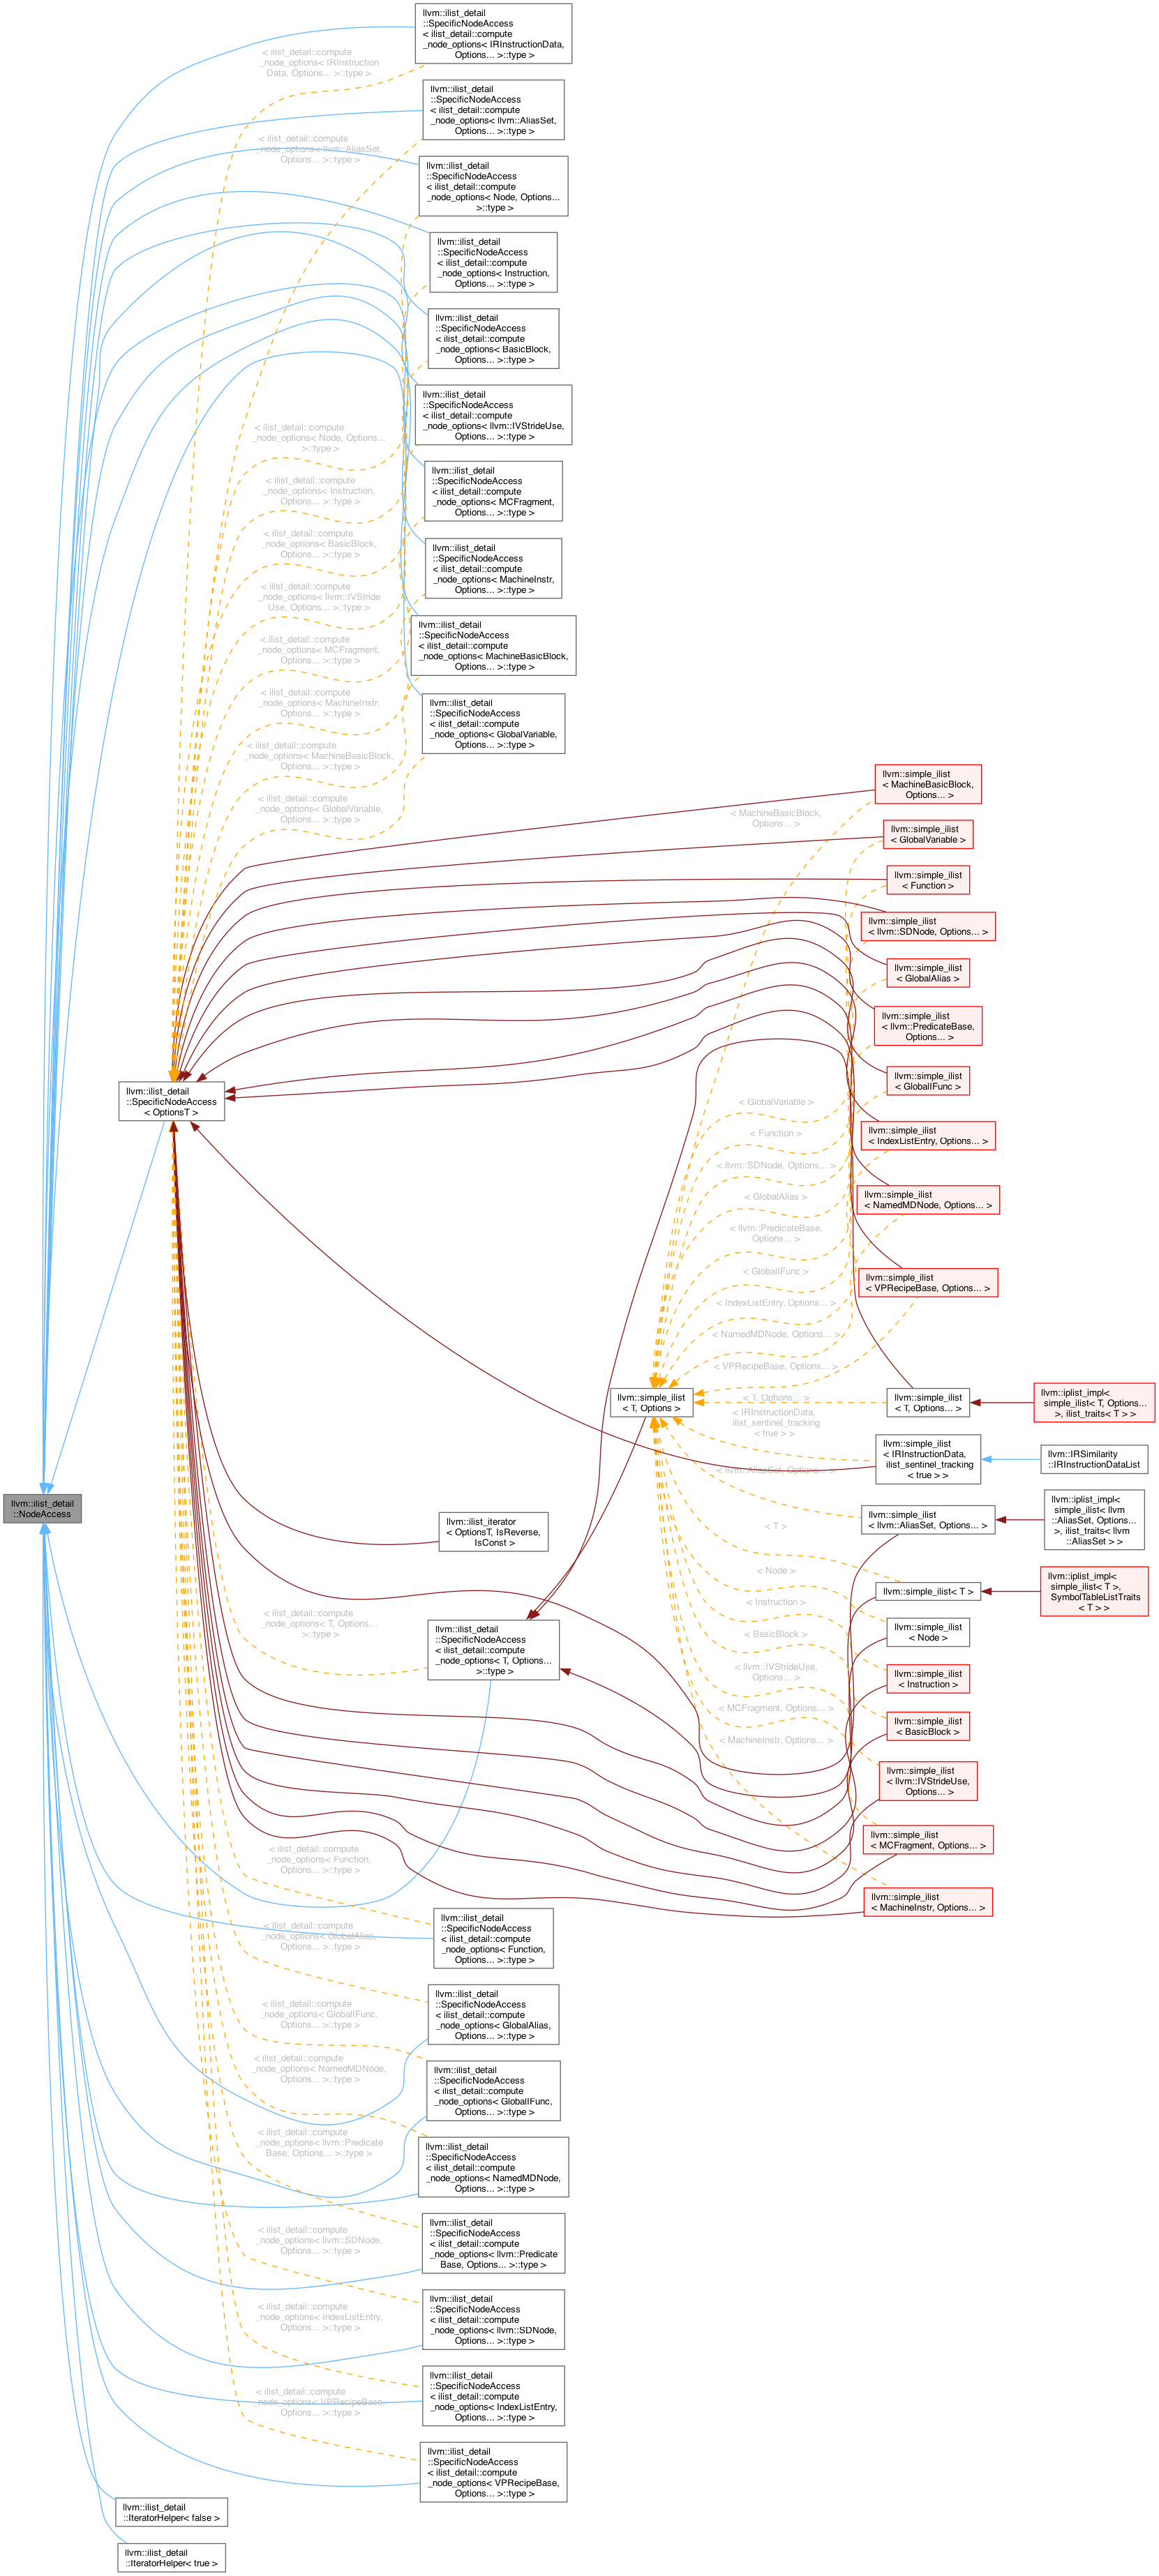 llvm::ilist_detail
::SpecificNodeAccess
< ilist_detail::compute
_node_options< IRInstructionData,
Options... >::type >
< ilist_detail::compute
_node_options< IRInstruction
Data, Options... >::type >
llvm::ilist_detail
::SpecificNodeAccess
< ilist_detail::compute
_node_options< llvm::AliasSet,
Options... >::type >
< ilist_detail::compute
_node_options< llvm::AliasSet,
Options... >::type >
llvm::ilist_detail
::SpecificNodeAccess
< ilist_detail::compute
_node_options< Node, Options...
>::type >
llvm::ilist_detail
::SpecificNodeAccess
< ilist_detail::compute
_node_options< Instruction,
Options... >::type >
llvm::ilist_detail
::SpecificNodeAccess
< ilist_detail::compute
_node_options< BasicBlock,
Options... >::type >
llvm::ilist_detail
::SpecificNodeAccess
< ilist_detail::compute
_node_options< llvm::IVStrideUse,
Options... >::type >
< ilist_detail::compute
_node_options< Node, Options...
>::type >
llvm::ilist_detail
::SpecificNodeAccess
< ilist_detail::compute
_node_options< MCFragment,
Options... >::type >
< ilist_detail::compute
_node_options< Instruction,
Options... >::type >
< ilist_detail::compute
_node_options< BasicBlock,
Options... >::type >
llvm::ilist_detail
::SpecificNodeAccess
< ilist_detail::compute
_node_options< MachineInstr,
Options... >::type >
< ilist_detail::compute
_node_options< llvm::IVStride
Use, Options... >::type >
llvm::ilist_detail
::SpecificNodeAccess
< ilist_detail::compute
_node_options< MachineBasicBlock,
Options... >::type >
< ilist_detail::compute
_node_options< MCFragment,
Options... >::type >
< ilist_detail::compute
_node_options< MachineInstr,
Options... >::type >
llvm::ilist_detail
::SpecificNodeAccess
< ilist_detail::compute
_node_options< GlobalVariable,
Options... >::type >
< ilist_detail::compute
_node_options< MachineBasicBlock,
Options... >::type >
< ilist_detail::compute
_node_options< GlobalVariable,
Options... >::type >
llvm::simple_ilist
< MachineBasicBlock,
Options... >
< MachineBasicBlock,
Options... >
llvm::simple_ilist
< GlobalVariable >
llvm::simple_ilist
< Function >
llvm::simple_ilist
< llvm::SDNode, Options... >
llvm::simple_ilist
< GlobalAlias >
llvm::simple_ilist
< llvm::PredicateBase,
Options... >
llvm::simple_ilist
< GlobalIFunc >
llvm::ilist_detail
::SpecificNodeAccess
< OptionsT >
< GlobalVariable >
llvm::simple_ilist
< IndexListEntry, Options... >
< Function >
< llvm::SDNode, Options... >
llvm::simple_ilist
< NamedMDNode, Options... >
< GlobalAlias >
< llvm::PredicateBase,
Options... >
< GlobalIFunc >
llvm::simple_ilist
< VPRecipeBase, Options... >
< IndexListEntry, Options... >
< NamedMDNode, Options... >
< VPRecipeBase, Options... >
llvm::simple_ilist
< T, Options >
< T, Options... >
llvm::simple_ilist
< T, Options... >
llvm::iplist_impl<
simple_ilist< T, Options...
>, ilist_traits< T > >
< IRInstructionData,
ilist_sentinel_tracking
< true > >
llvm::simple_ilist
< IRInstructionData,
ilist_sentinel_tracking
< true > >
llvm::IRSimilarity
::IRInstructionDataList
< llvm::AliasSet, Options... >
llvm::ilist_detail
::NodeAccess
llvm::simple_ilist
< llvm::AliasSet, Options... >
llvm::iplist_impl<
simple_ilist< llvm
::AliasSet, Options...
>, ilist_traits< llvm
::AliasSet > >
llvm::ilist_iterator
< OptionsT, IsReverse,
IsConst >
< T >
< Node >
llvm::simple_ilist< T >
llvm::iplist_impl<
simple_ilist< T >,
SymbolTableListTraits
< T > >
< Instruction >
< ilist_detail::compute
_node_options< T, Options...
>::type >
llvm::ilist_detail
::SpecificNodeAccess
< ilist_detail::compute
_node_options< T, Options...
>::type >
< BasicBlock >
llvm::simple_ilist
< Node >
< llvm::IVStrideUse,
Options... >
llvm::simple_ilist
< Instruction >
< MCFragment, Options... >
llvm::simple_ilist
< BasicBlock >
< MachineInstr, Options... >
llvm::simple_ilist
< llvm::IVStrideUse,
Options... >
llvm::simple_ilist
< MCFragment, Options... >
< ilist_detail::compute
_node_options< Function,
Options... >::type >
llvm::simple_ilist
< MachineInstr, Options... >
llvm::ilist_detail
::SpecificNodeAccess
< ilist_detail::compute
_node_options< Function,
Options... >::type >
< ilist_detail::compute
_node_options< GlobalAlias,
Options... >::type >
llvm::ilist_detail
::SpecificNodeAccess
< ilist_detail::compute
_node_options< GlobalAlias,
Options... >::type >
< ilist_detail::compute
_node_options< GlobalIFunc,
Options... >::type >
llvm::ilist_detail
::SpecificNodeAccess
< ilist_detail::compute
_node_options< GlobalIFunc,
Options... >::type >
< ilist_detail::compute
_node_options< NamedMDNode,
Options... >::type >
llvm::ilist_detail
::SpecificNodeAccess
< ilist_detail::compute
_node_options< NamedMDNode,
Options... >::type >
< ilist_detail::compute
_node_options< llvm::Predicate
Base, Options... >::type >
llvm::ilist_detail
::SpecificNodeAccess
< ilist_detail::compute
_node_options< llvm::Predicate
Base, Options... >::type >
< ilist_detail::compute
_node_options< llvm::SDNode,
Options... >::type >
llvm::ilist_detail
::SpecificNodeAccess
< ilist_detail::compute
_node_options< llvm::SDNode,
Options... >::type >
< ilist_detail::compute
_node_options< IndexListEntry,
Options... >::type >
llvm::ilist_detail
::SpecificNodeAccess
< ilist_detail::compute
_node_options< IndexListEntry,
Options... >::type >
< ilist_detail::compute
_node_options< VPRecipeBase,
Options... >::type >
llvm::ilist_detail
::SpecificNodeAccess
< ilist_detail::compute
_node_options< VPRecipeBase,
Options... >::type >
llvm::ilist_detail
::IteratorHelper< false >
llvm::ilist_detail
::IteratorHelper< true >